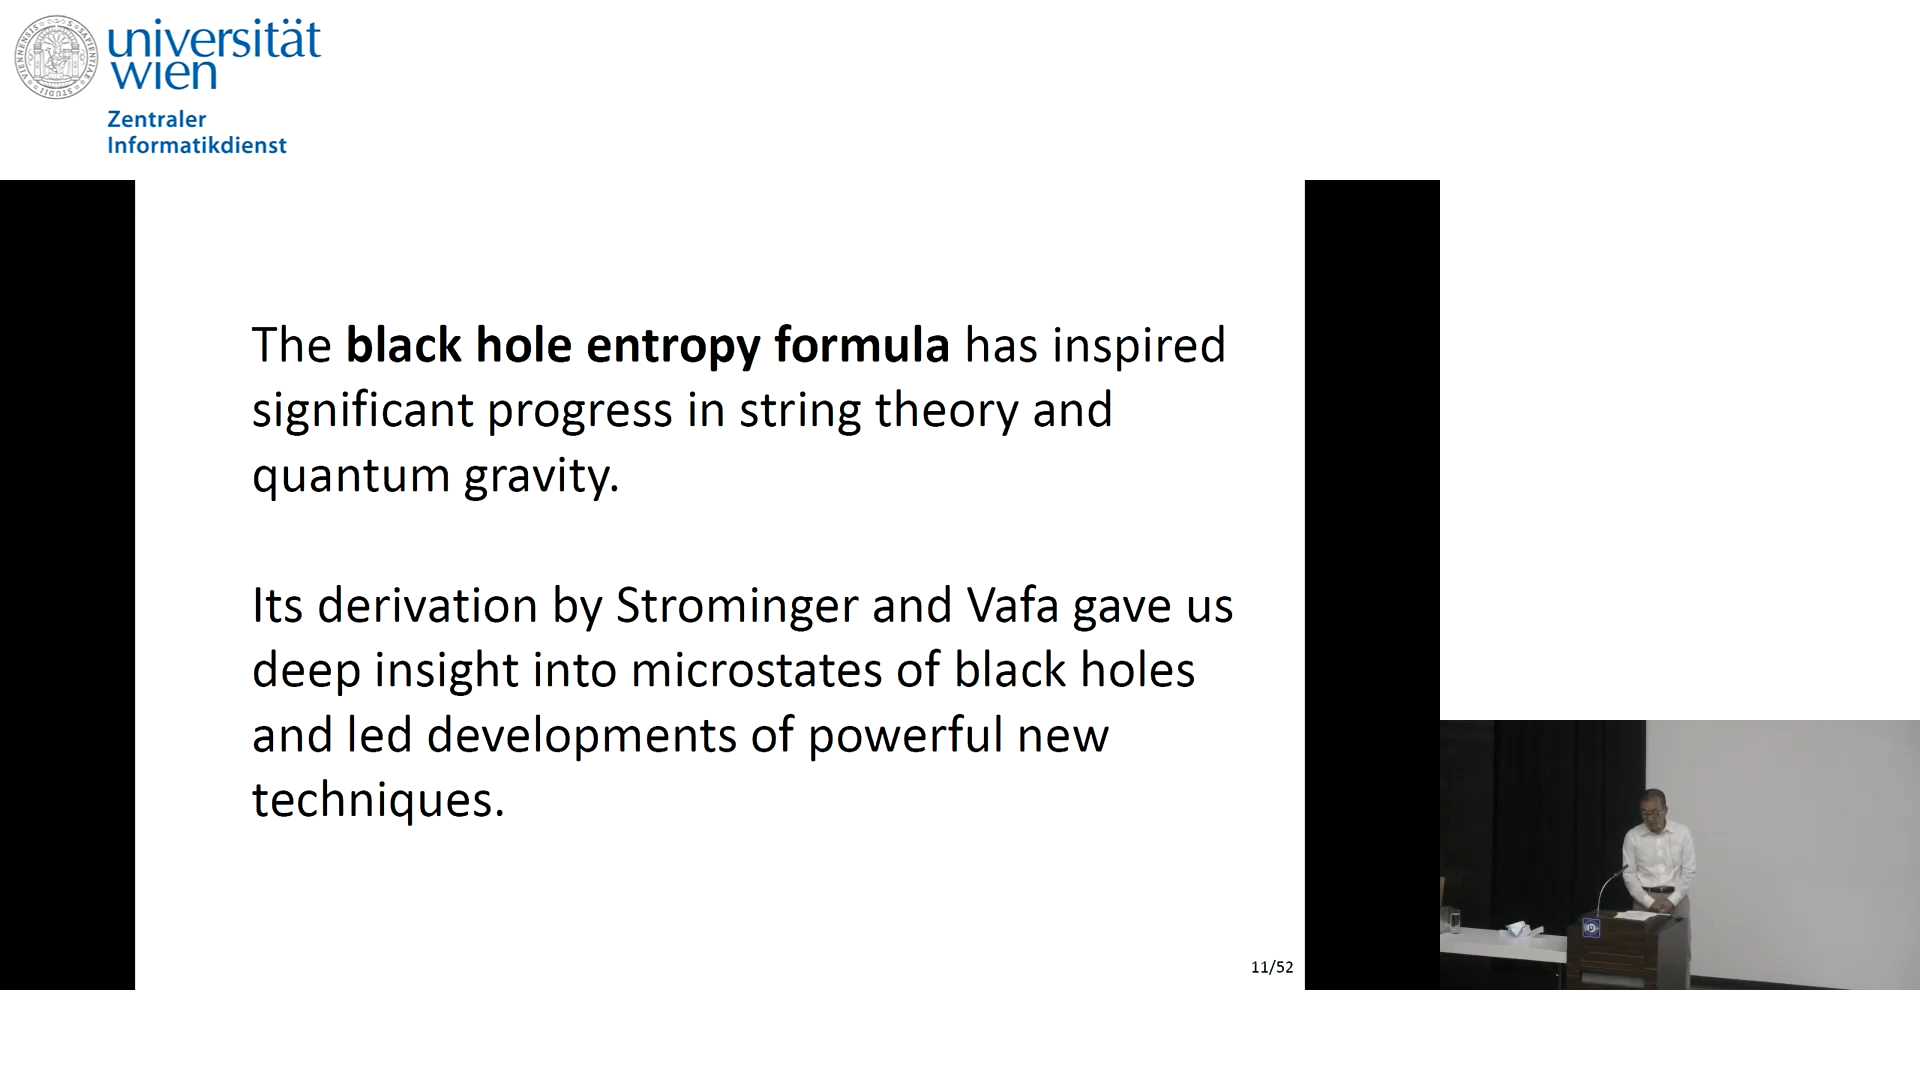 universität
wien
Zentraler
Informatikdienst
The black hole entropy formula has inspired
significant progress in string theory and
quantum gravity.
Its derivation by Strominger and Vafa gave us
deep insight into microstates of black holes
and led developments of powerful new
techniques.
11/52